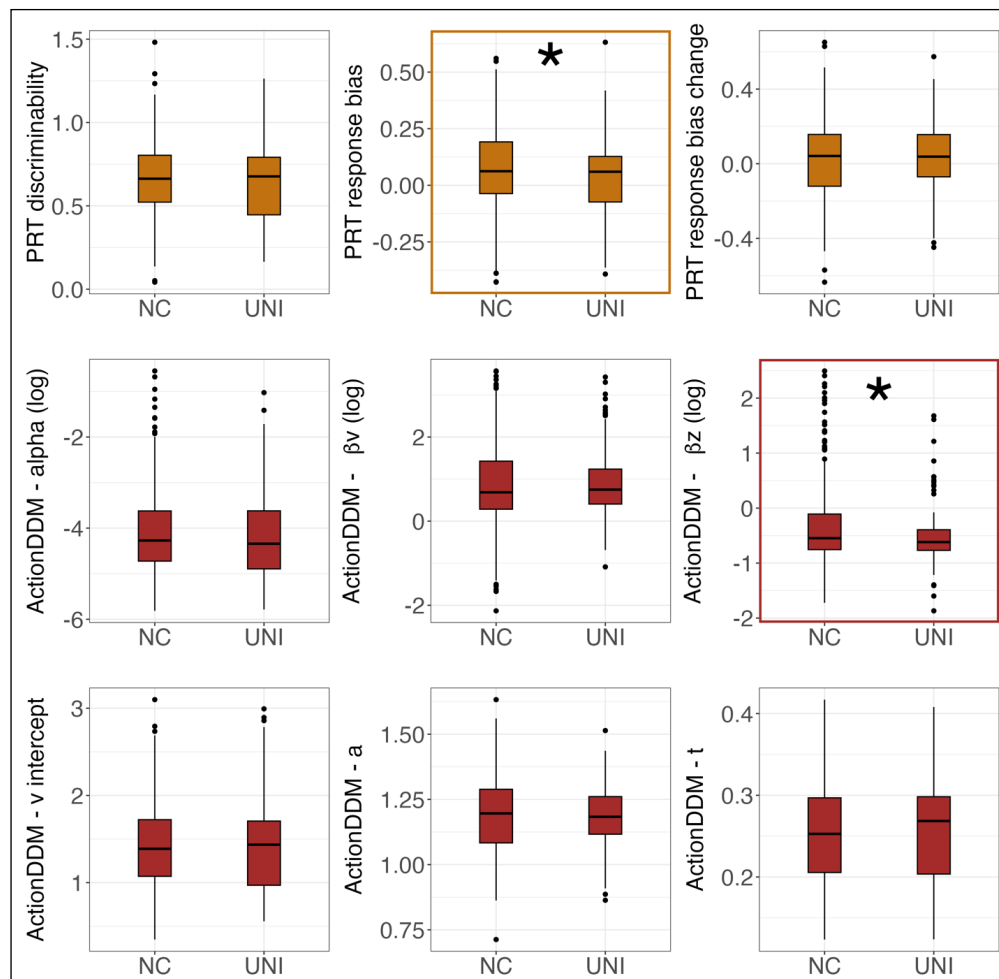 PRT discriminability
1.5
1.0
0.5
0.0
NC UNI
PRT response bias
*
0.50
0.25
0.00
-0.25
NC UNI
PRT response bias change
0.4
0.0
-0.4
NC UNI
ActionDDM - alpha (log)
-2
-4
-6
NC UNI
ActionDDM - βv (log)
2
0
-2
NC UNI
ActionDDM - βz (log)
*
2
1
0
-1
-2
NC UNI
ActionDDM - v intercept
3
2
1
NC UNI
ActionDDM - a
1.50
1.25
1.00
0.75
NC UNI
ActionDDM - t
0.4
0.3
0.2
NC UNI